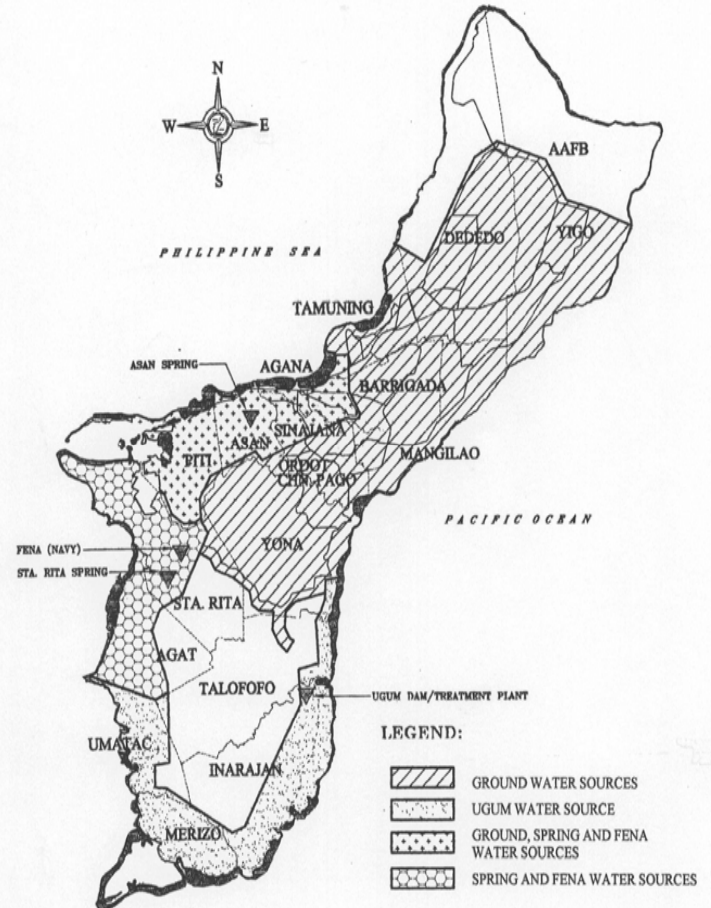 N
W E
S
AAFB
PHILIPPINE SEA
DEDEDO
YIGO
TAMUNING
ASAN SPRING
AGANA
BARRIGADA
SINAJANA
ASAN
PITI
ORDOT
CHN. PAGO
MANGILAO
PACIFIC OCEAN
FENA (NAVY)
YONA
STA. RITA SPRING
STA. RITA
AGAT
TALOFOFO
UGUM DAM/TREATMENT PLANT
UMATAC
INARAJAN
MERIZO
LEGEND:
GROUND WATER SOURCES
UGUM WATER SOURCE
GROUND, SPRING AND FENA
WATER SOURCES
SPRING AND FENA WATER SOURCES